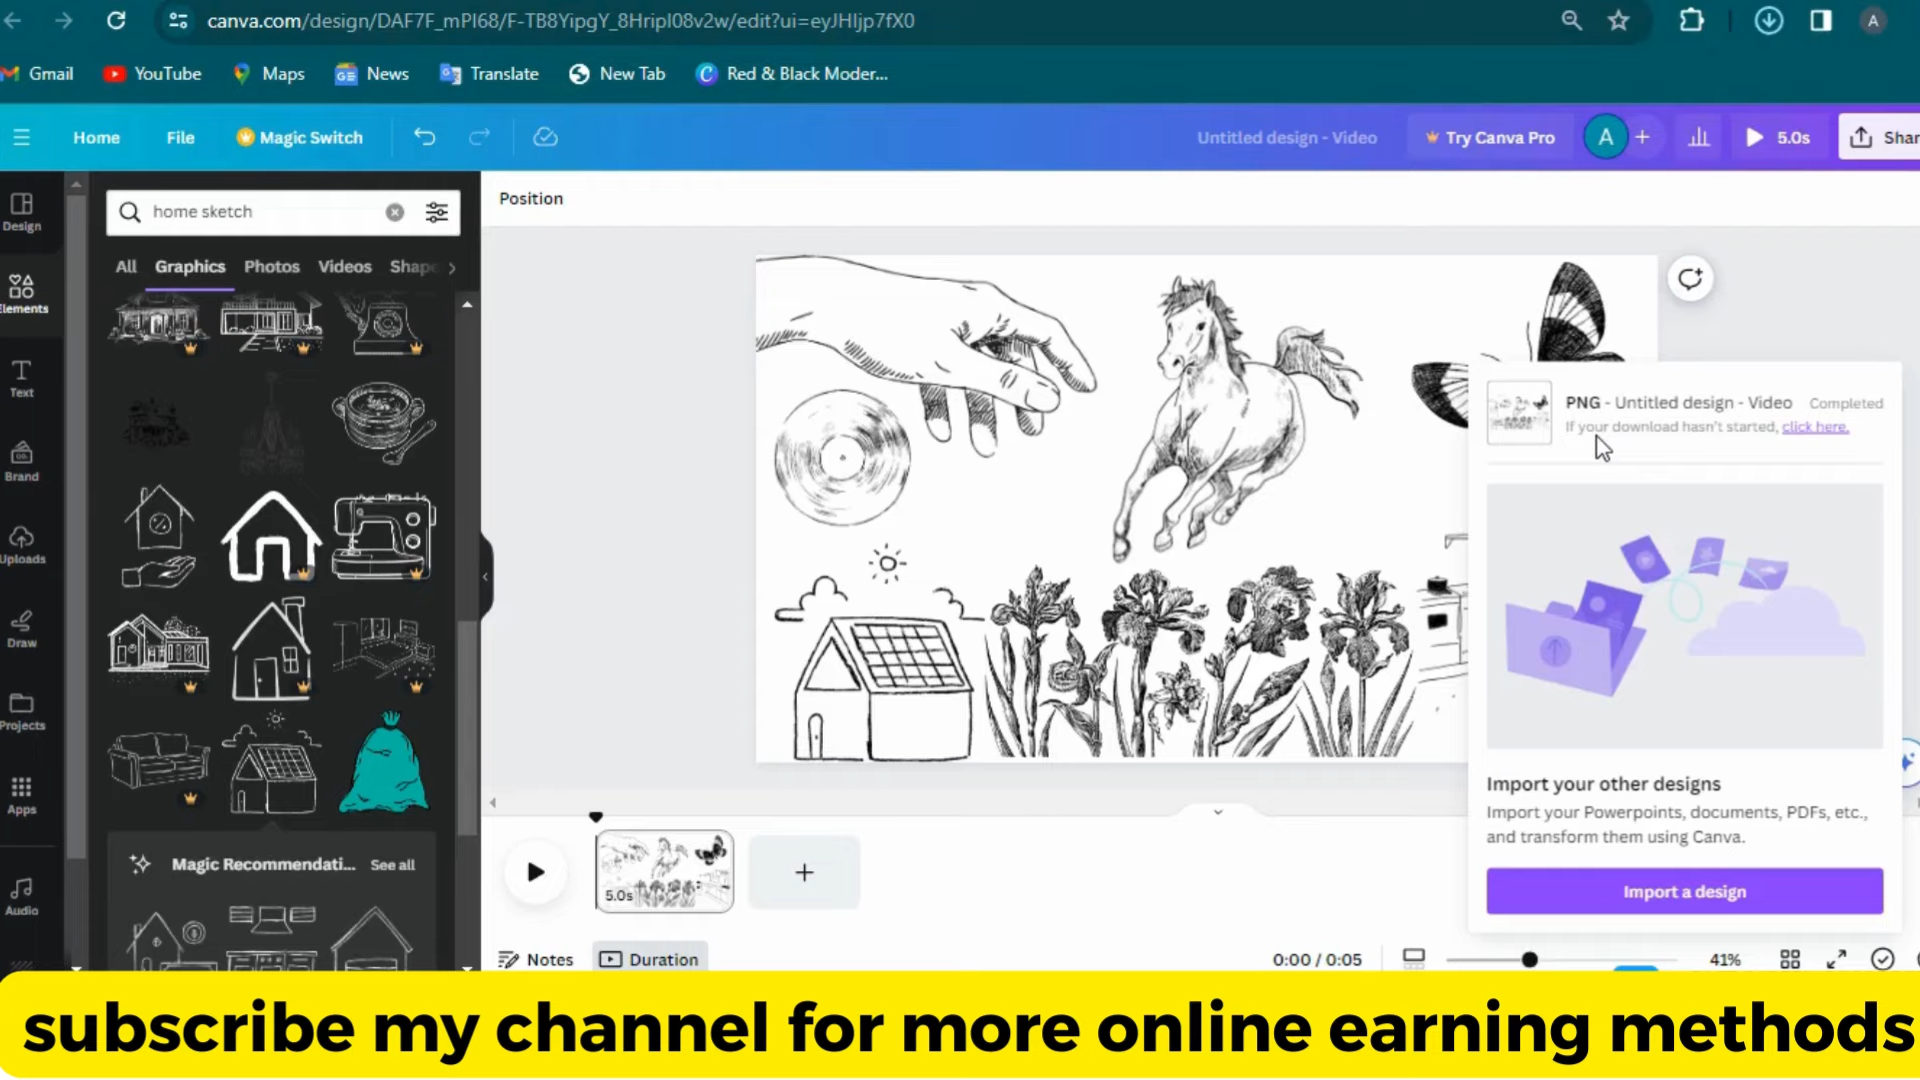 canva.com/design/DAF7F_mPI68/F-TB8YipgY_8HripI08v2w/edit?ui=eyJHIjp7fX0
A
Gmail YouTube Maps News Translate New Tab Red & Black Moder...
Home File Magic Switch Untitled design - Video Try Canva Pro A 5.0s Shar
Position
home sketch
All Graphics Photos Videos Shape
Design
Elements
Text
Brand
Uploads
Draw
Projects
Apps
Audio
Magic Recommendati... See all
PNG - Untitled design - Video Completed
If your download hasn't started, click here.
Import your other designs
Import your Powerpoints, documents, PDFs, etc.,
and transform them using Canva.
Import a design
5.0s
Notes Duration 0:00 / 0:05 41%
subscribe my channel for more online earning methods